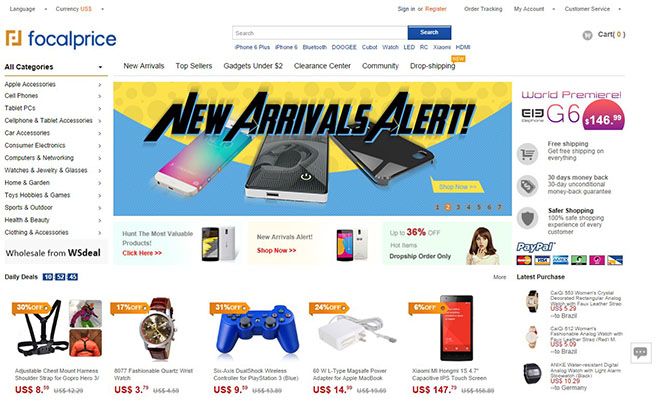 Language
Currency US$
Sign in or Register
Order Tracking
My Account
Customer Service
focalprice
Search
Search
iPhone 6 Plus iPhone 6 Bluetooth DOOGEE Cubot Watch LED RC Xiaomi HDMI
Cart( 0 )
All Categories
New Arrivals
Top Sellers
Gadgets Under $2
Clearance Center
Community
Drop-shipping
NEW
Apple Accessories
Cell Phones
Tablet PCs
Cellphone & Tablet Accessories
Car Accessories
Consumer Electronics
Computers & Networking
Watches & Jewelry & Glasses
Home & Garden
Toys Hobbies & Games
Sports & Outdoor
Health & Beauty
Clothing & Accessories
Wholesale from WSdeal
NEW ARRIVALS ALERT!
Shop Now >>
1 2 3 4 5 6 7
World Premiere!
Elephone
G6
$146.99
Free shipping
Get free shipping on
everything
30 days money back
30-day unconditional
money-back guarantee
Safer Shopping
100% safe shopping
experience of every
customer
PayPal
VISA
Hunt The Most Valuable
Products!
Click Here >>
New Arrivals Alert!
Shop Now >>
Up to 36% OFF
Hot Items
Dropship Order Only
Daily Deals 10 52 45
More
Latest Purchase
30%OFF
Adjustable Chest Mount Harness
Shoulder Strap for Gopro Hero 3/
US$ 8.59 US$ 12.29
17%OFF
8077 Fashionable Quartz Wrist
Watch
US$ 3.79 US$ 4.59
31%OFF
Six-Axis DualShock Wireless
Controller for PlayStation 3 (Blue)
US$ 9.59 US$ 13.89
24%OFF
60 W L-Type Magsafe Power
Adapter for Apple MacBook
US$ 14.99 US$ 19.69
6%OFF
Xiaomi MI Hongmi 1S 4.7"
Capacitive IPS Touch Screen
US$ 147.79 US$ 156.89
CaiQi 553 Women's Crystal
Decorated Rectangular Analog
Watch with Faux Leather Strap
US$ 5.29
--to Brazil
CaiQi 812 Women's
Fashionable Analog Watch
with Faux Leather Strap (Red) M.
US$ 5.09
--to Brazil
ANIKE Water-resistant Digital
Analog Watch with Light Alarm
Stopwatch (Black)
US$ 10.29
--to Germany